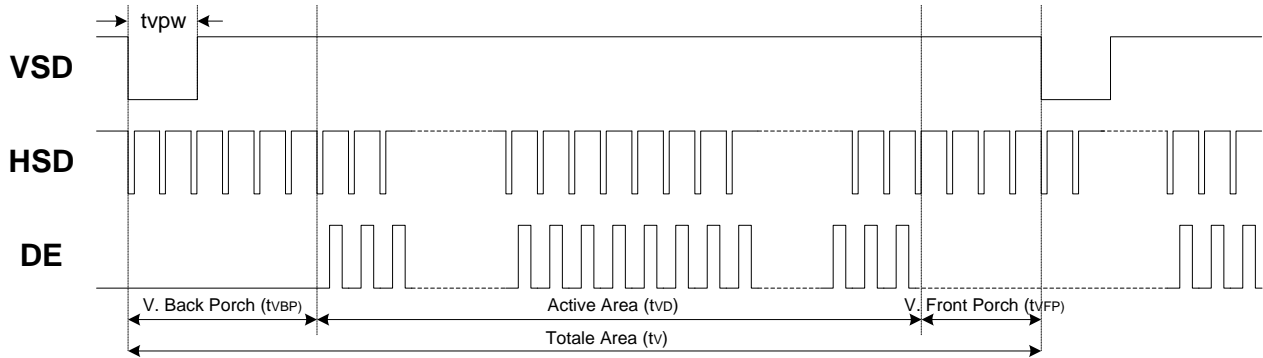 tvpw
VSD
HSD
DE
V. Back Porch (tVBP)
Active Area (tVD)
V. Front Porch (tVFP)
Totale Area (tV)